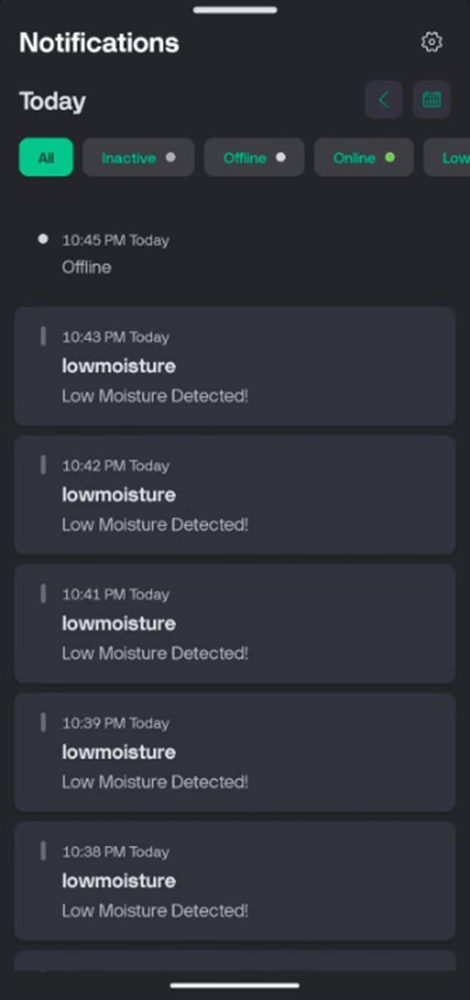 Notifications
Today
All
Inactive
Offline
Online
Low
10:45 PM Today
Offline
10:43 PM Today
lowmoisture
Low Moisture Detected!
10:42 PM Today
lowmoisture
Low Moisture Detected!
10:41 PM Today
lowmoisture
Low Moisture Detected!
10:39 PM Today
lowmoisture
Low Moisture Detected!
10:38 PM Today
lowmoisture
Low Moisture Detected!